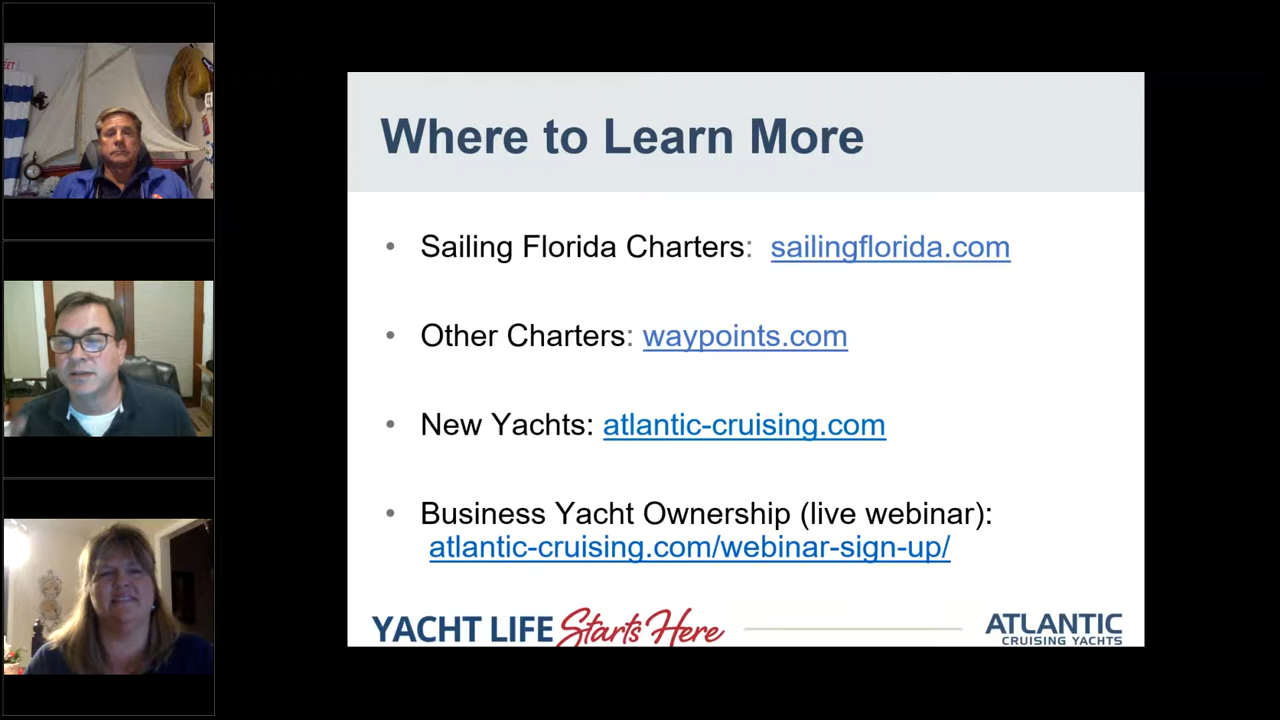 Where to Learn More
• Sailing Florida Charters: sailingflorida.com
• Other Charters: waypoints.com
• New Yachts: atlantic-cruising.com
• Business Yacht Ownership (live webinar):
atlantic-cruising.com/webinar-sign-up/
YACHT LIFE Starts Here
ATLANTIC
CRUISING YACHTS